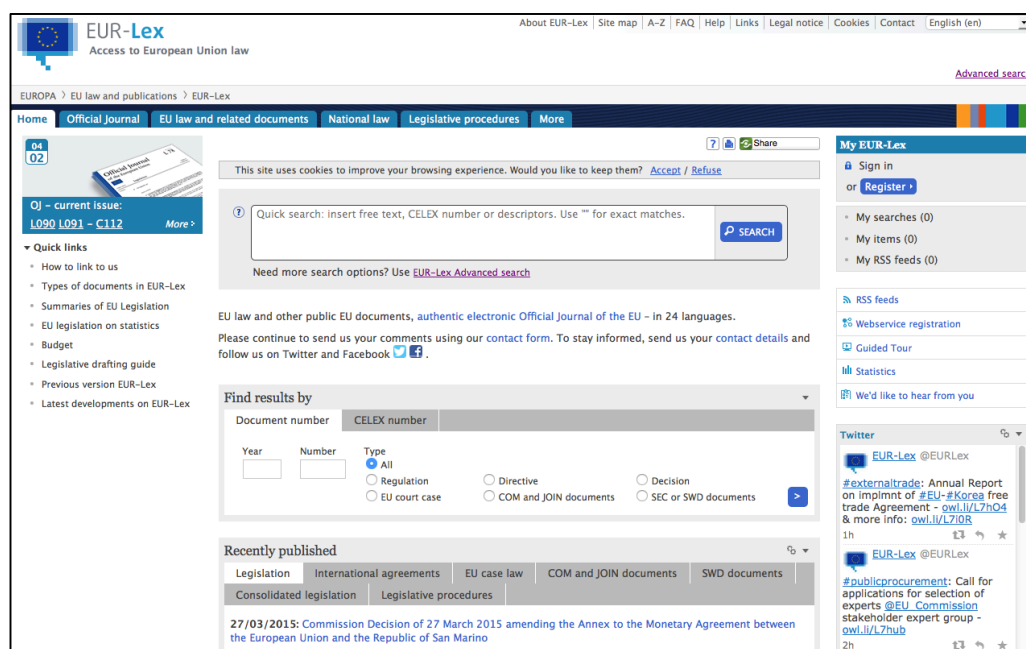 EUR-Lex
Access to European Union law
About EUR-Lex Site map A-Z FAQ Help Links Legal notice Cookies Contact English (en)
Advanced searc
EUROPA > EU law and publications > EUR-Lex
Home Official Journal EU law and related documents National law Legislative procedures More
04
02
Official Journal
OJ - current issue:
L090 L091 - C112 More >
Quick links
How to link to us
Types of documents in EUR-Lex
Summaries of EU Legislation
EU legislation on statistics
Budget
Legislative drafting guide
Previous version EUR-Lex
Latest developments on EUR-Lex
? Share
This site uses cookies to improve your browsing experience. Would you like to keep them? Accept / Refuse
? Quick search: insert free text, CELEX number or descriptors. Use "" for exact matches.
SEARCH
Need more search options? Use EUR-Lex Advanced search
EU law and other public EU documents, authentic electronic Official Journal of the EU - in 24 languages.
Please continue to send us your comments using our contact form. To stay informed, send us your contact details and
follow us on Twitter and Facebook .
Find results by
Document number CELEX number
Year Number Type
All
Regulation Directive Decision
EU court case COM and JOIN documents SEC or SWD documents
>
Recently published
Legislation International agreements EU case law COM and JOIN documents SWD documents
Consolidated legislation Legislative procedures
27/03/2015: Commission Decision of 27 March 2015 amending the Annex to the Monetary Agreement between
the European Union and the Republic of San Marino
My EUR-Lex
Sign in
or Register
My searches (0)
My items (0)
My RSS feeds (0)
RSS feeds
Webservice registration
Guided Tour
Statistics
We'd like to hear from you
Twitter
EUR-Lex @EURLex
#externaltrade: Annual Report
on implmnt of #EU-#Korea free
trade Agreement - owl.li/L7hO4
& more info: owl.li/L7i0R
1h
EUR-Lex @EURLex
#publicprocurement: Call for
applications for selection of
experts @EU_Commission
stakeholder expert group -
owl.li/L7hub
2h